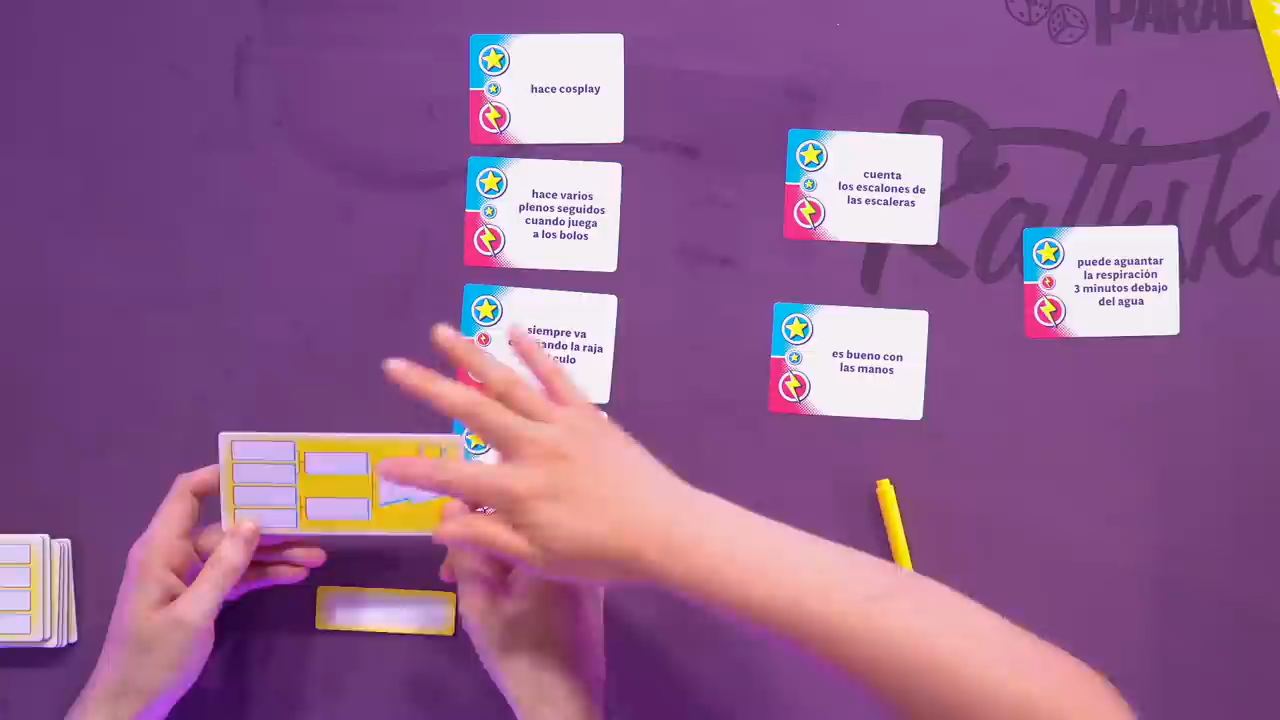 hace cosplay
hace varios
plenos seguidos
cuando juega
a los bolos
siempre va
la raja
cuenta
los escalones de
las escaleras
es bueno con
las manos
puede aguantar
la respiración
3 minutos debajo
del agua